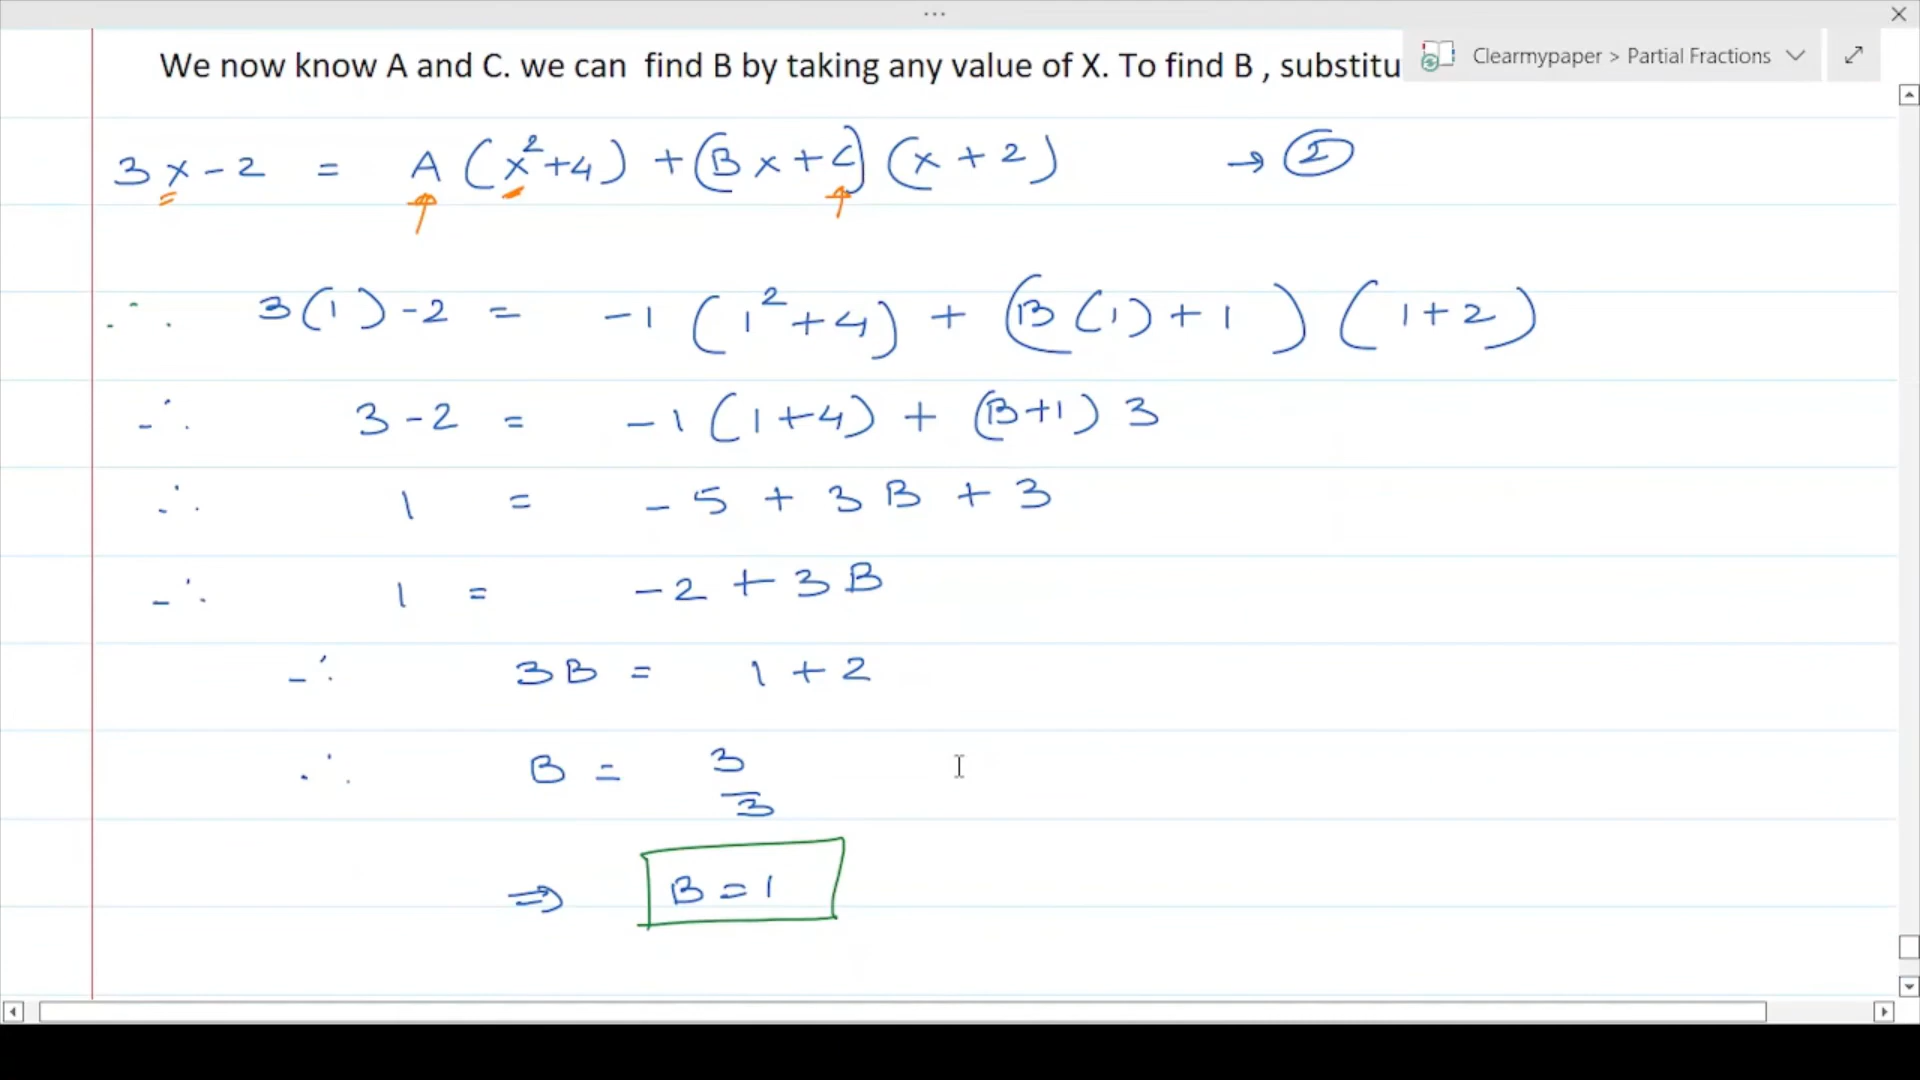 We now know A and C. we can find B by taking any value of X. To find B , substitu
Clearmypaper > Partial Fractions
3x-2 = A (x²+4) + (Bx+C) (x+2) → ②
∴ 3(1)-2 = -1 (1²+4) + (B(1)+1) (1+2)
∴ 3-2 = -1 (1+4) + (B+1) 3
∴ 1 = -5 + 3B + 3
∴ 1 = -2 + 3B
∴ 3B = 1+2
∴ B = 3/3
⇒ B = 1